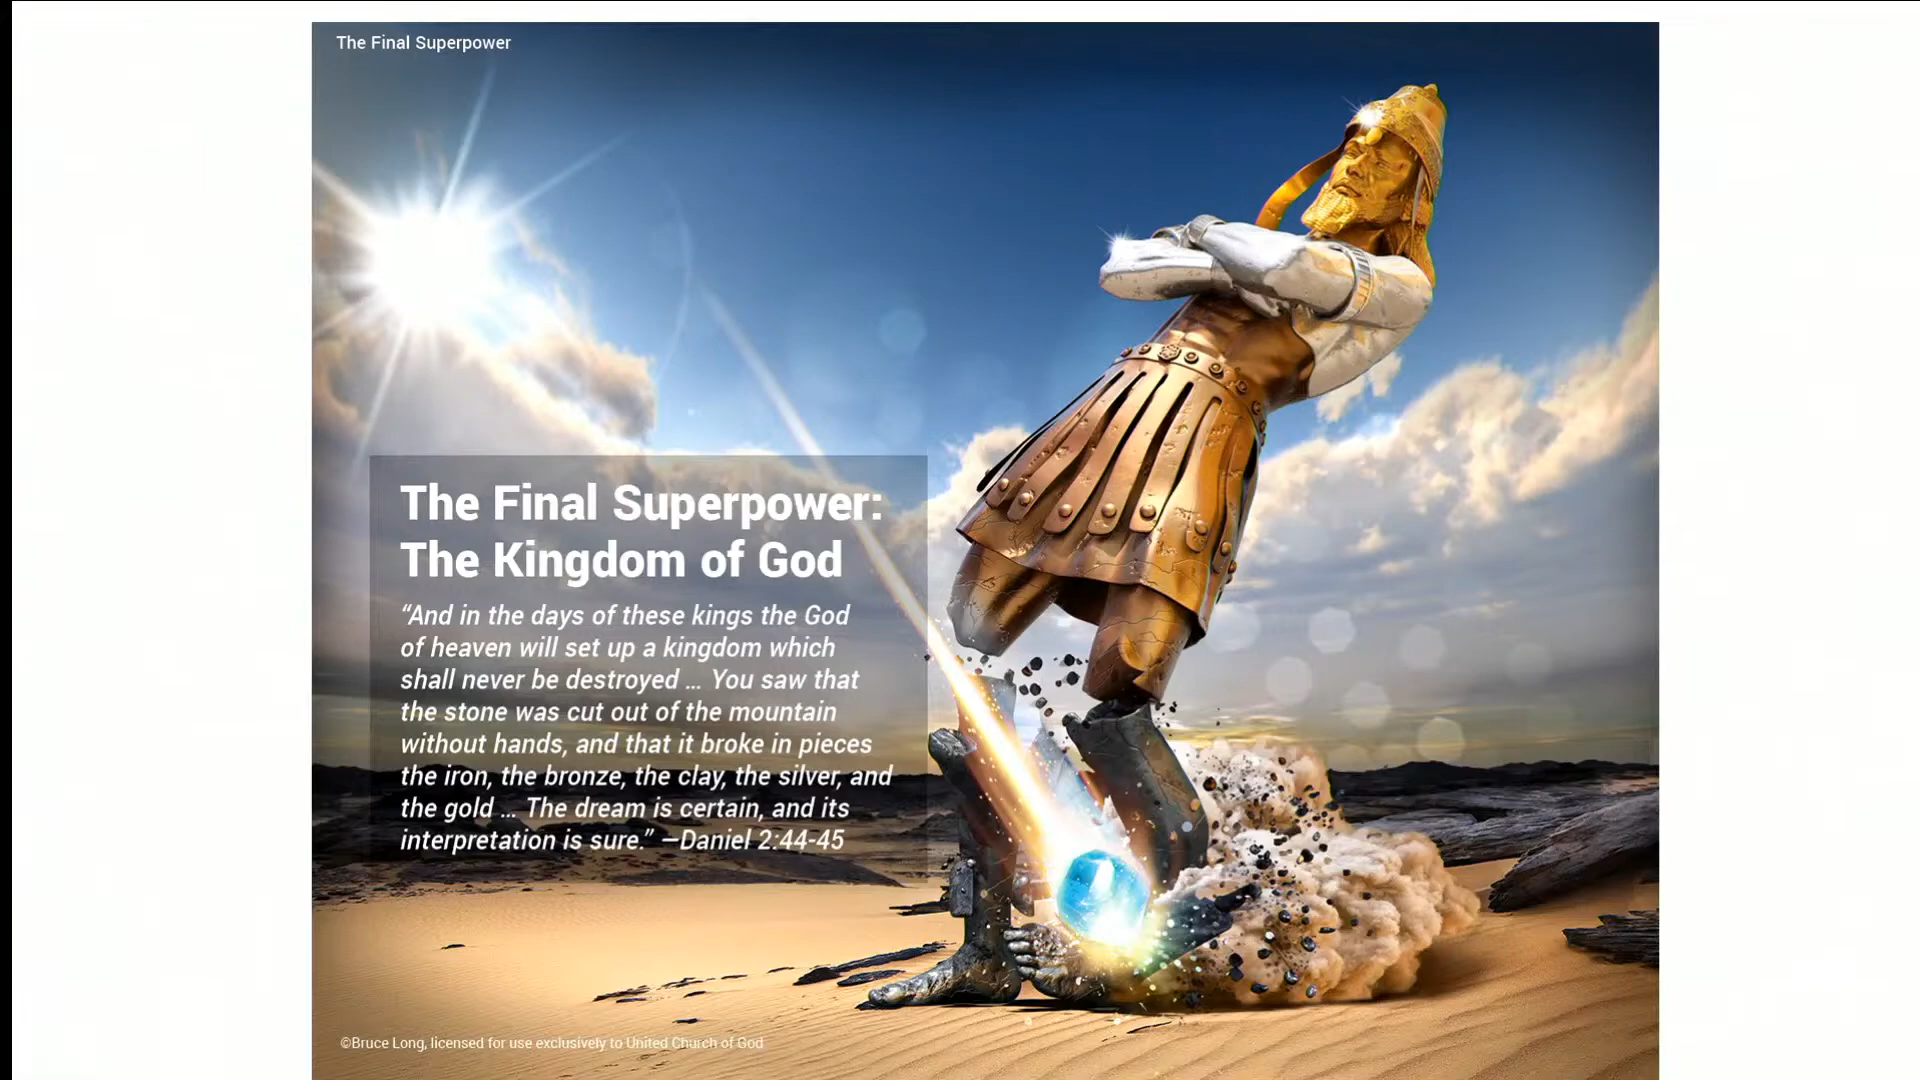 The Final Superpower
The Final Superpower:
The Kingdom of God
“And in the days of these kings the God
of heaven will set up a kingdom which
shall never be destroyed ... You saw that
the stone was cut out of the mountain
without hands, and that it broke in pieces
the iron, the bronze, the clay, the silver, and
the gold ... The dream is certain, and its
interpretation is sure.” —Daniel 2:44-45
©Bruce Long, licensed for use exclusively to United Church of God